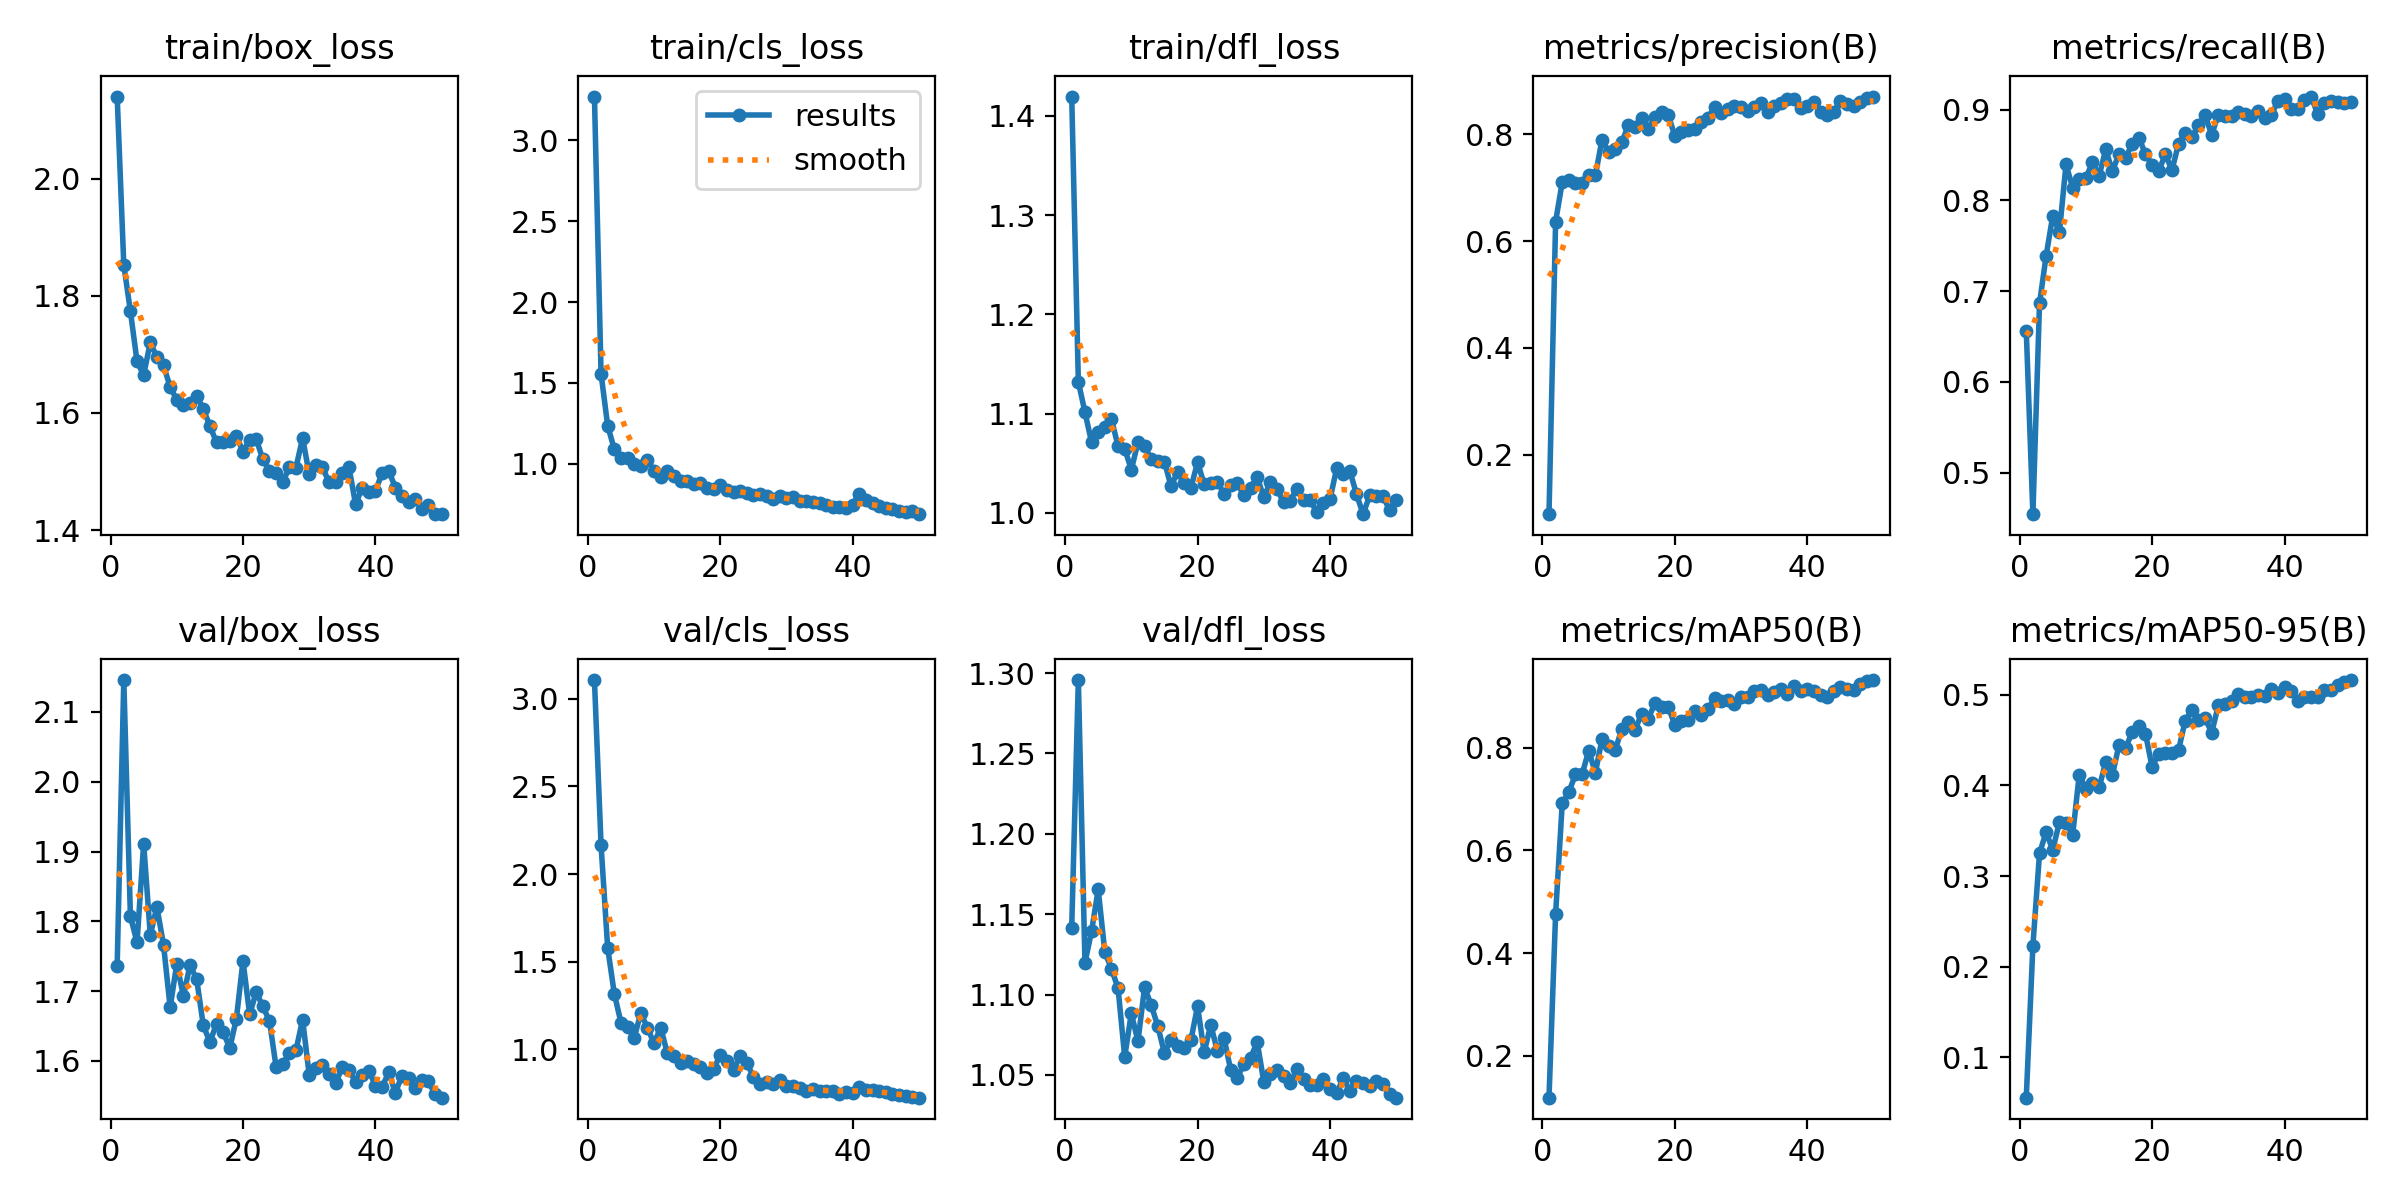 train/box_loss
2.0
1.8
1.6
1.4
0 20 40
train/cls_loss
results
smooth
3.0
2.5
2.0
1.5
1.0
0 20 40
train/dfl_loss
1.4
1.3
1.2
1.1
1.0
0 20 40
metrics/precision(B)
0.8
0.6
0.4
0.2
0 20 40
metrics/recall(B)
0.9
0.8
0.7
0.6
0.5
0 20 40
val/box_loss
2.1
2.0
1.9
1.8
1.7
1.6
0 20 40
val/cls_loss
3.0
2.5
2.0
1.5
1.0
0 20 40
val/dfl_loss
1.30
1.25
1.20
1.15
1.10
1.05
0 20 40
metrics/mAP50(B)
0.8
0.6
0.4
0.2
0 20 40
metrics/mAP50-95(B)
0.5
0.4
0.3
0.2
0.1
0 20 40